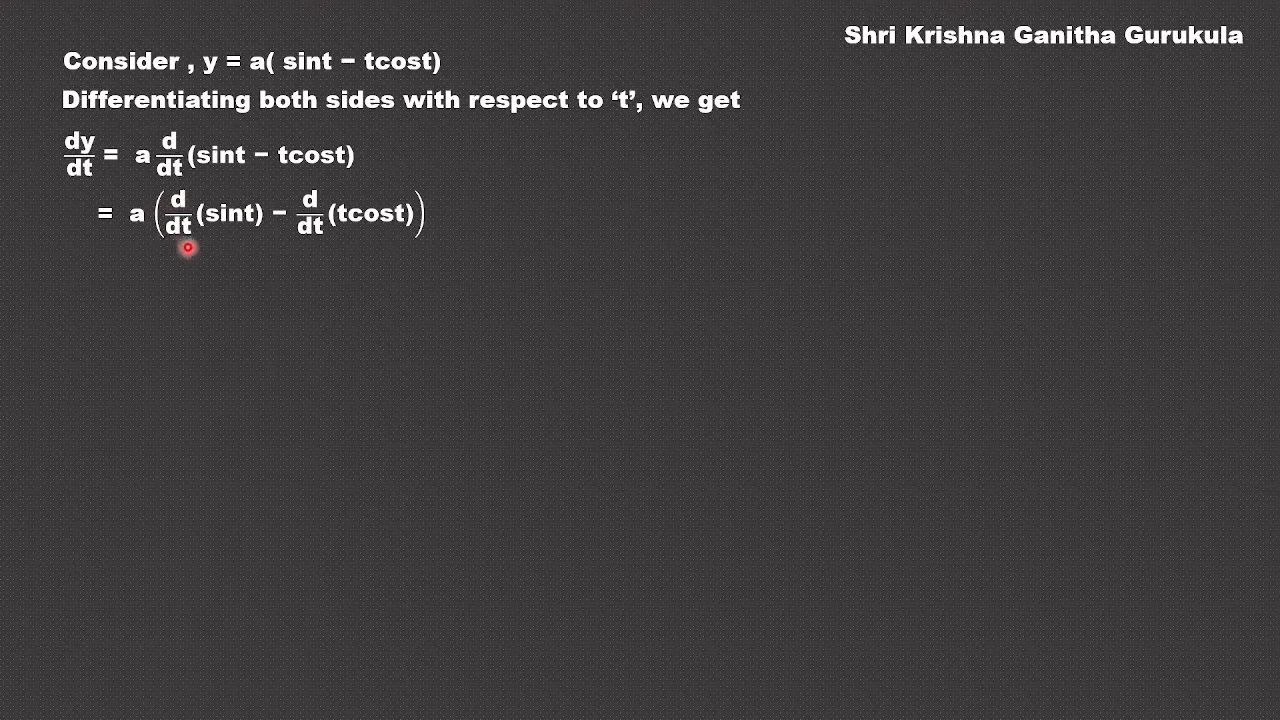 Shri Krishna Ganitha Gurukula
Consider , y = a( sint − tcost)
Differentiating both sides with respect to ‘t’, we get
dy/dt = a d/dt (sint − tcost)
= a ( d/dt (sint) − d/dt (tcost) )